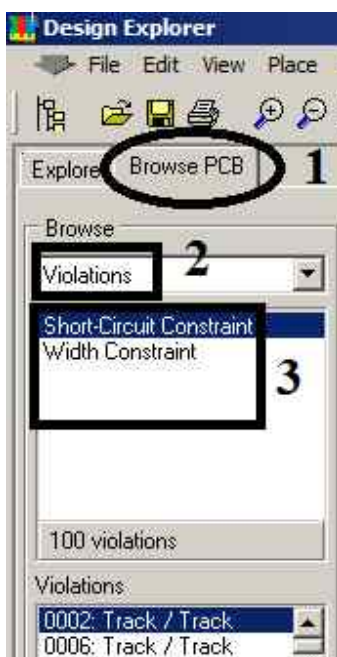 Design Explorer
File Edit View Place
Explore Browse PCB 1
Browse
2
Violations
Short-Circuit Constraint
Width Constraint
3
100 violations
Violations
0002: Track / Track
0006: Track / Track